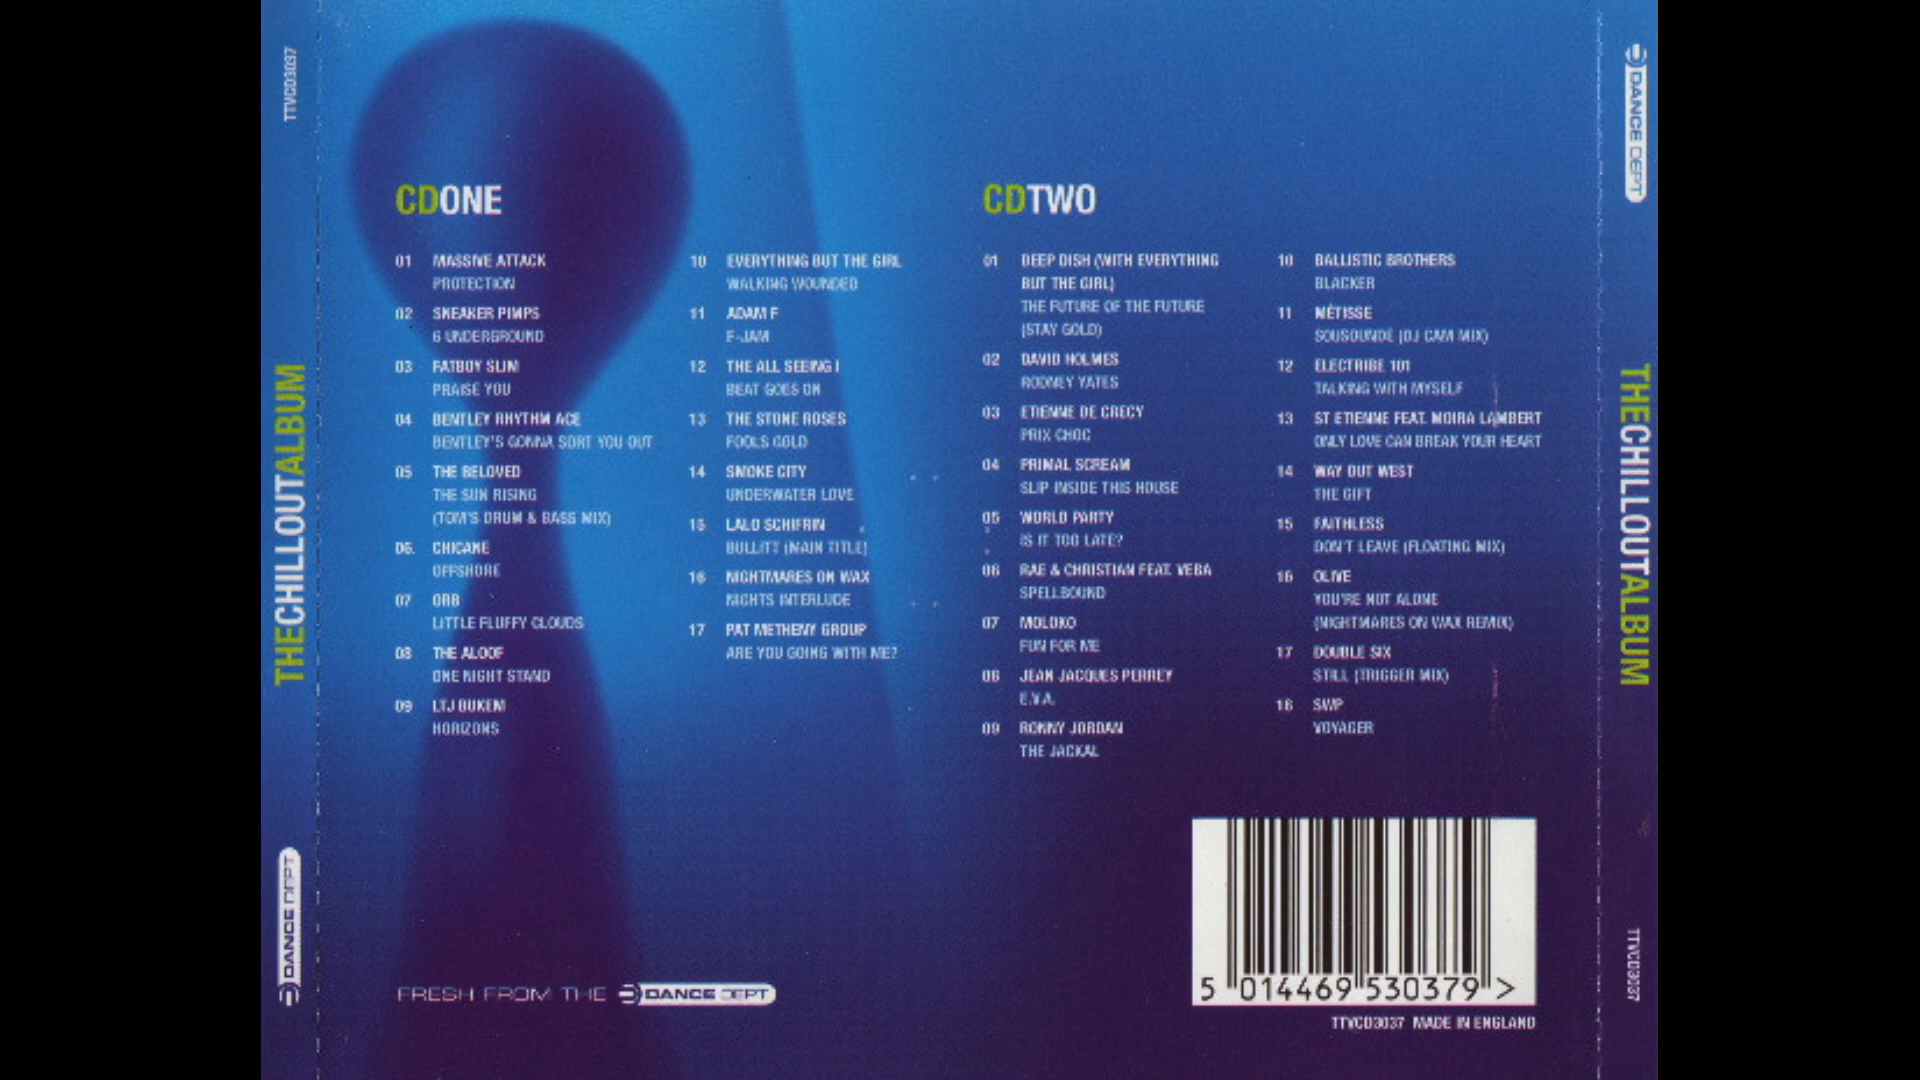 TTVCD3037
THECHILLOUTALBUM
DANCE DEPT
CDONE
01 MASSIVE ATTACK
PROTECTION
02 SNEAKER PIMPS
6 UNDERGROUND
03 FATBOY SLIM
PRAISE YOU
04 BENTLEY RHYTHM ACE
BENTLEY'S GONNA SORT YOU OUT
05 THE BELOVED
THE SUN RISING
(TOM'S DRUM & BASS MIX)
06. CHICANE
OFFSHORE
07 ORB
LITTLE FLUFFY CLOUDS
08 THE ALOOF
ONE NIGHT STAND
09 LTJ BUKEM
HORIZONS
10 EVERYTHING BUT THE GIRL
WALKING WOUNDED
11 ADAM F
F-JAM
12 THE ALL SEEING I
BEAT GOES ON
13 THE STONE ROSES
FOOLS GOLD
14 SMOKE CITY
UNDERWATER LOVE
15 LALO SCHIFRIN
BULLITT (MAIN TITLE)
16 NIGHTMARES ON WAX
NIGHTS INTERLUDE
17 PAT METHENY GROUP
ARE YOU GOING WITH ME?
CDTWO
01 DEEP DISH (WITH EVERYTHING
BUT THE GIRL)
THE FUTURE OF THE FUTURE
(STAY GOLD)
02 DAVID HOLMES
RODNEY YATES
03 ETIENNE DE CRECY
PRIX CHOC
04 PRIMAL SCREAM
SLIP INSIDE THIS HOUSE
05 WORLD PARTY
IS IT TOO LATE?
06 RAE & CHRISTIAN FEAT. VEBA
SPELLBOUND
07 MOLOKO
FUN FOR ME
08 JEAN JACQUES PERREY
E.V.A.
09 RONNY JORDAN
THE JACKAL
10 BALLISTIC BROTHERS
BLACKER
11 MÉTISSE
SOUSOUNDÉ (DJ CAM MIX)
12 ELECTRIBE 101
TALKING WITH MYSELF
13 ST ETIENNE FEAT. MOIRA LAMBERT
ONLY LOVE CAN BREAK YOUR HEART
14 WAY OUT WEST
THE GIFT
15 FAITHLESS
DON'T LEAVE (FLOATING MIX)
16 OLIVE
YOU'RE NOT ALONE
(NIGHTMARES ON WAX REMIX)
17 DOUBLE SIX
STILL (TRIGGER MIX)
18 SWP
VOYAGER
FRESH FROM THE DANCE DEPT
5 014469 530379 >
TTVCD3037 MADE IN ENGLAND
DANCE DEPT
THECHILLOUTALBUM
TTVCD3037